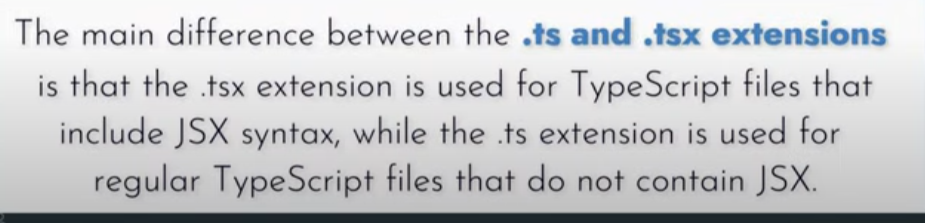 The main difference between the .ts and .tsx extensions
is that the .tsx extension is used for TypeScript files that
include JSX syntax, while the .ts extension is used for
regular TypeScript files that do not contain JSX.